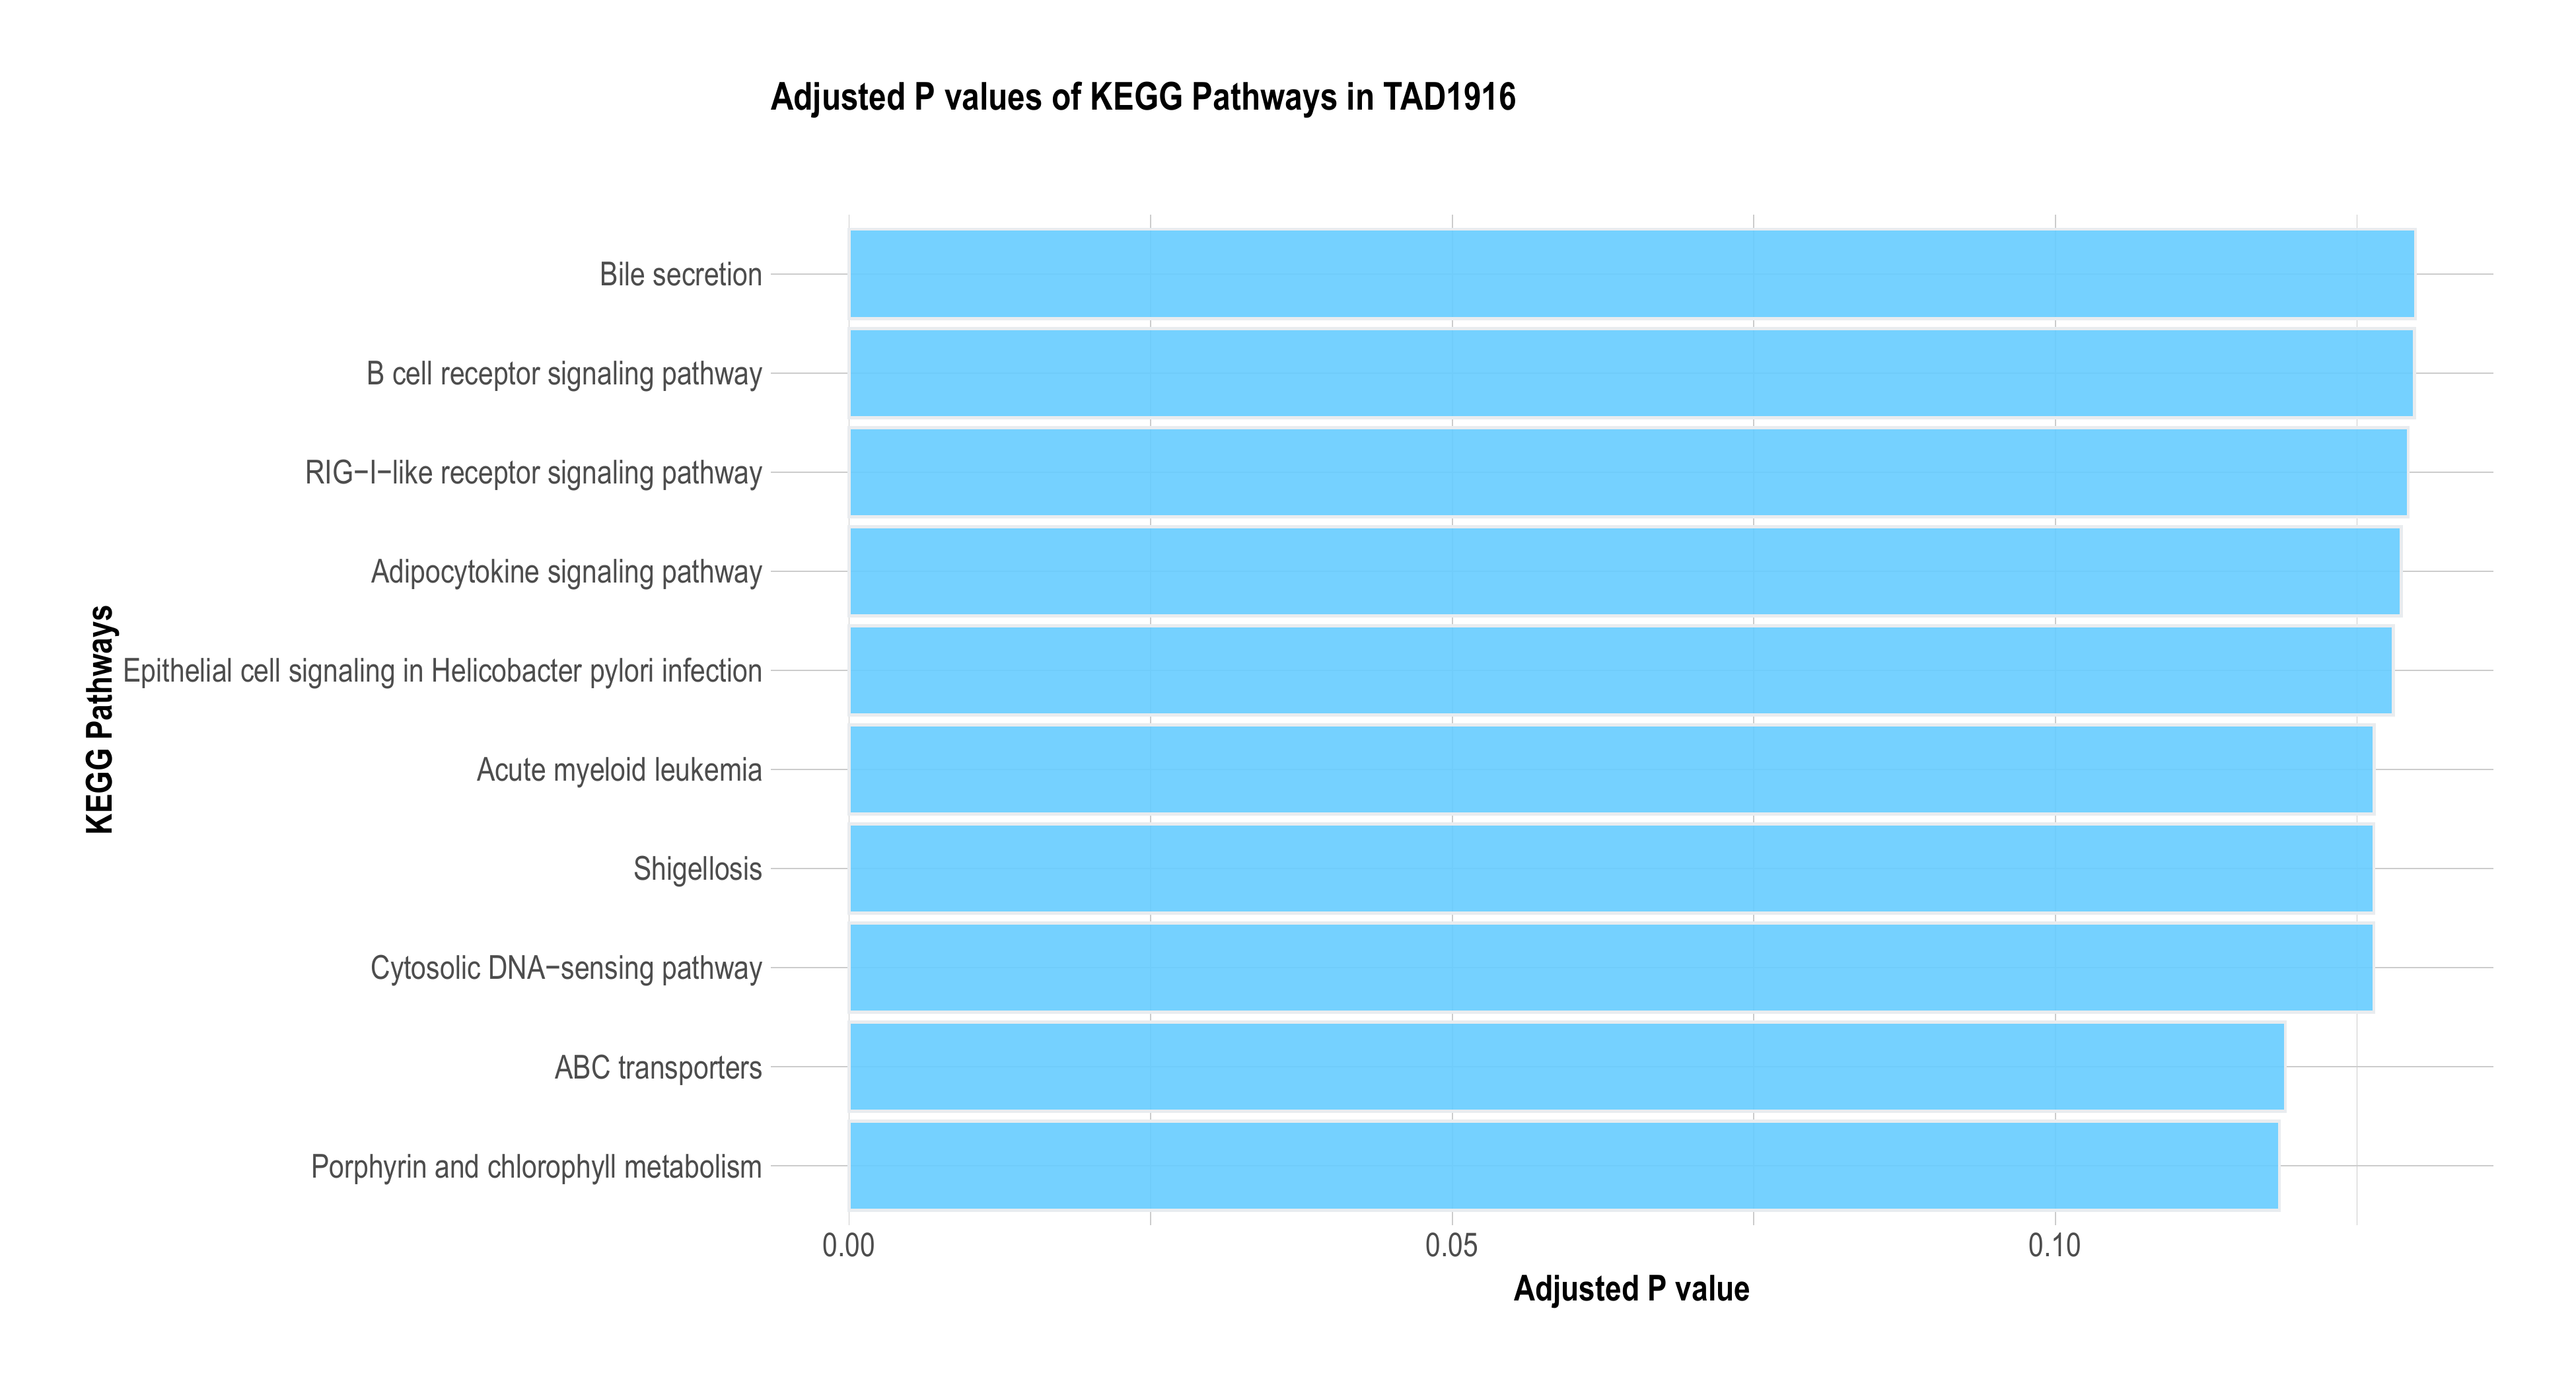 Adjusted P values of KEGG Pathways in TAD1916
KEGG Pathways
Bile secretion
B cell receptor signaling pathway
RIG−I−like receptor signaling pathway
Adipocytokine signaling pathway
Epithelial cell signaling in Helicobacter pylori infection
Acute myeloid leukemia
Shigellosis
Cytosolic DNA−sensing pathway
ABC transporters
Porphyrin and chlorophyll metabolism
0.00 0.05 0.10
Adjusted P value